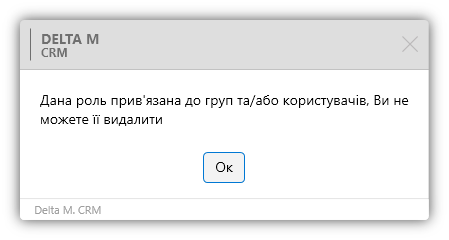 DELTA M
CRM
Дана роль прив'язана до груп та/або користувачів, Ви не
можете її видалити
Ок
Delta M, CRM